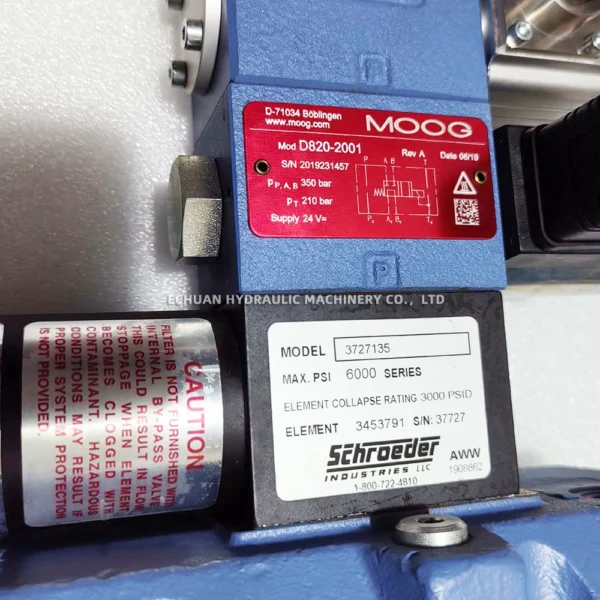 D-71034 Böblingen
www.moog.com
MOOG
Mod D820-2001
Rev A Date 06/19
S/N 2019231457
pP, A, B 350 bar
pT 210 bar
Supply 24 V=
P A B T
P
ECHUAN HYDRAULIC MACHINERY CO., LTD
CAUTION
FILTER IS NOT FURNISHED WITH
INTERNAL BY-PASS VALVE
THIS COULD RESULT IN FLOW
STOPPAGE WHEN ELEMENT
BECOMES CLOGGED WITH
CONTAMINANT. HAZARDOUS
CONDITIONS MAY RESULT IF
PROPER SYSTEM PROTECTION
IS NOT PROVIDED.
MODEL 3727135
MAX. PSI 6000 SERIES
ELEMENT COLLAPSE RATING 3000 PSID
ELEMENT 3453791 S/N: 37727
Schroeder
INDUSTRIES LLC
AWW
1908862
1-800-722-4810